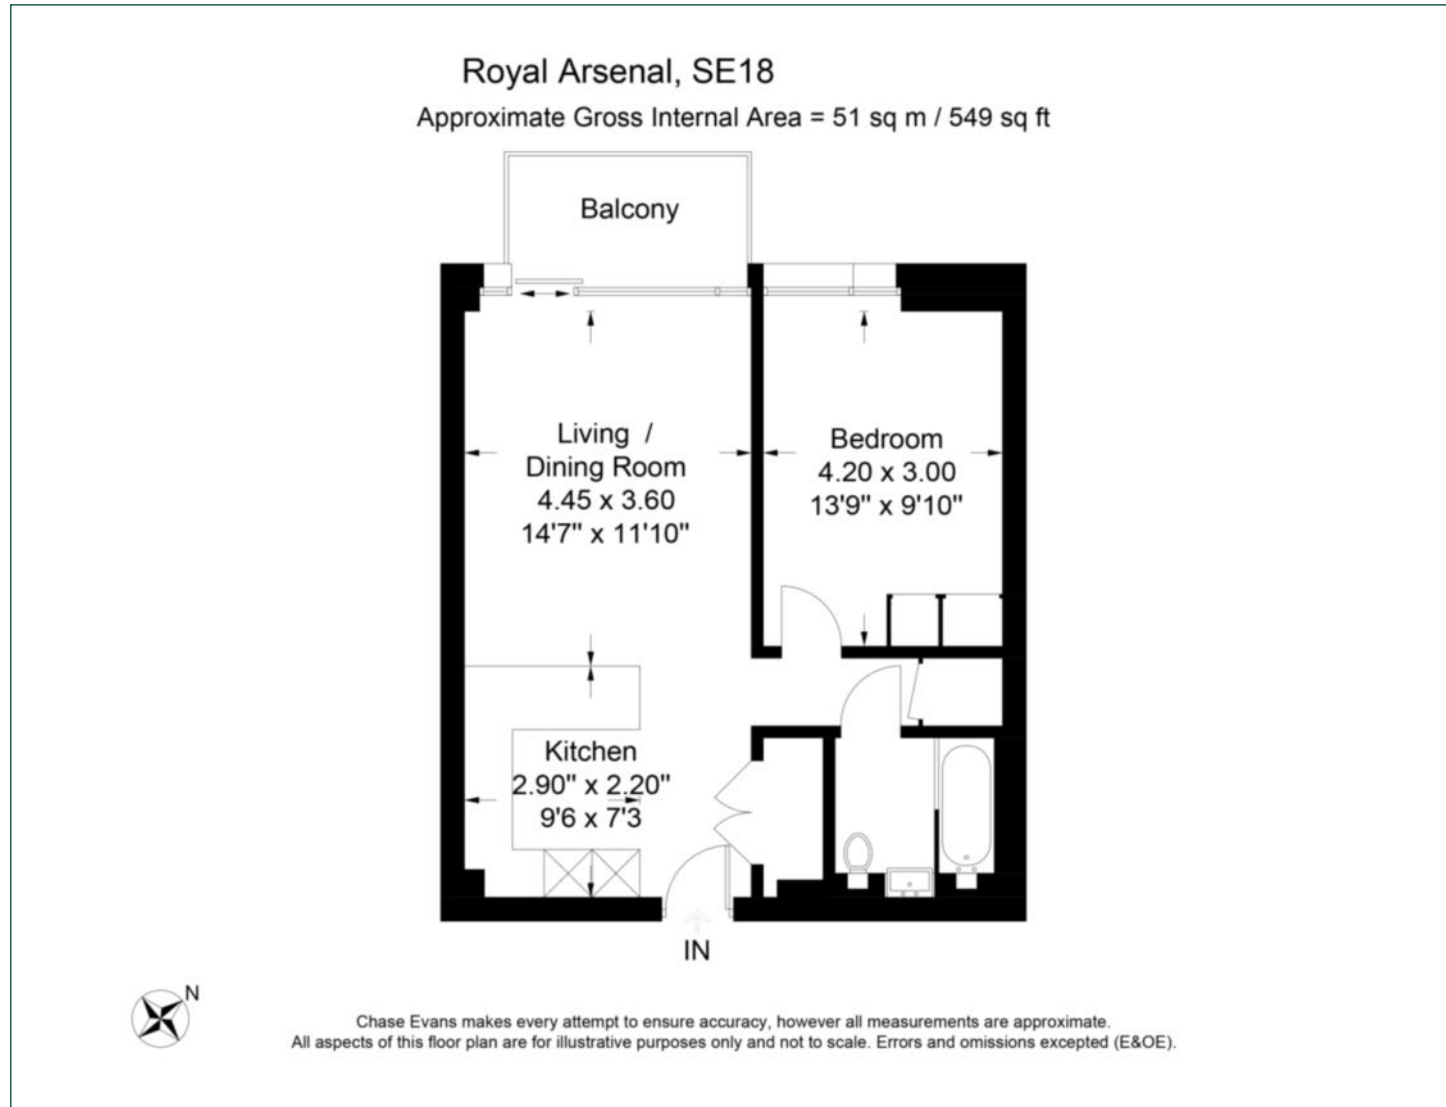 Royal Arsenal, SE18
Approximate Gross Internal Area = 51 sq m / 549 sq ft
Balcony
Living /
Dining Room
4.45 x 3.60
14'7" x 11'10"
Bedroom
4.20 x 3.00
13'9" x 9'10"
Kitchen
2.90" x 2.20"
9'6 x 7'3
IN
N
Chase Evans makes every attempt to ensure accuracy, however all measurements are approximate.
All aspects of this floor plan are for illustrative purposes only and not to scale. Errors and omissions excepted (E&OE).